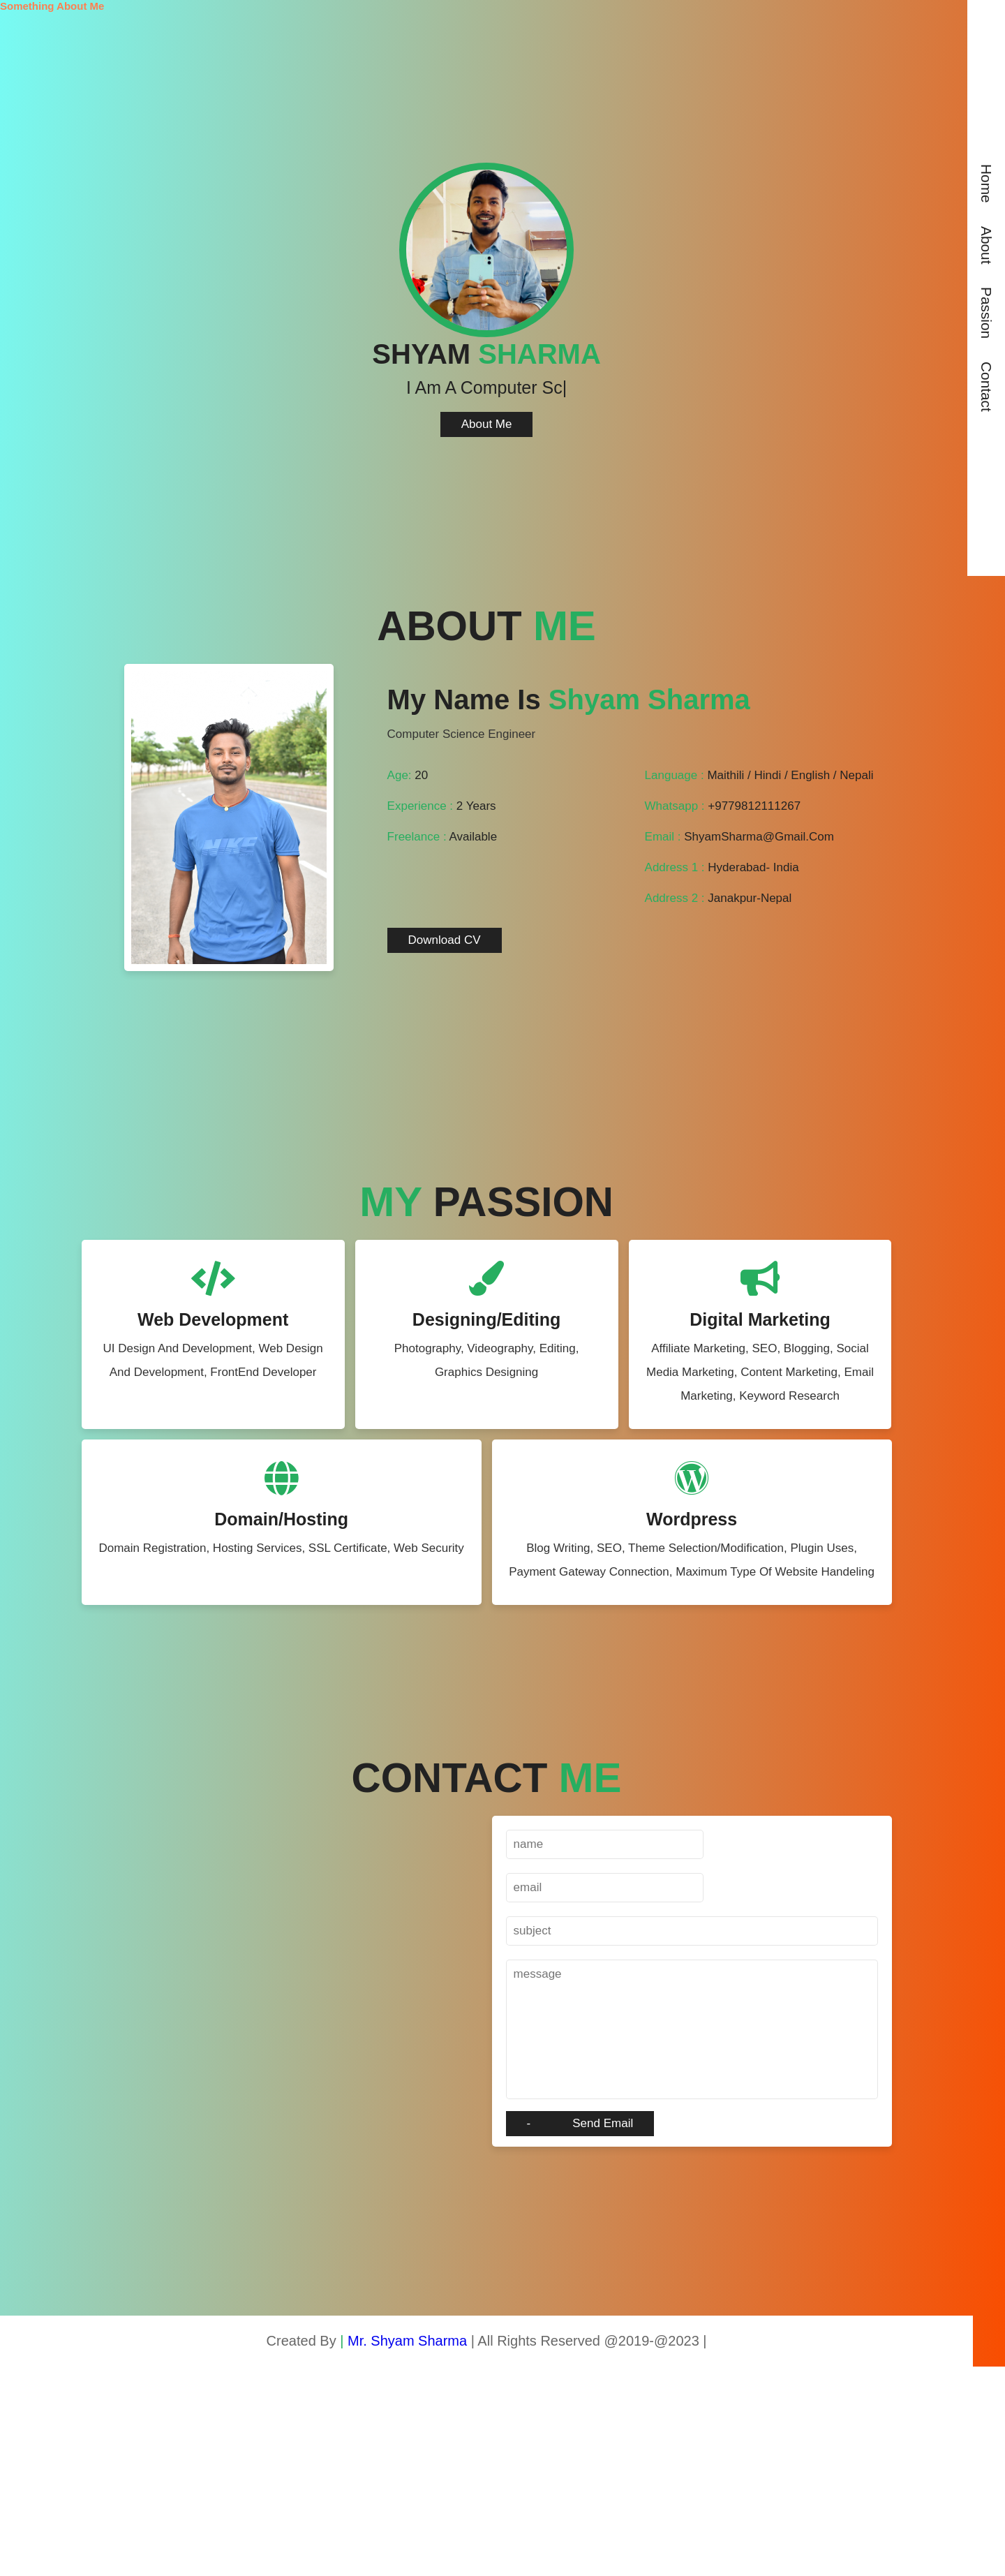 Something About Me
Home
About
Passion
Contact
SHYAM SHARMA
I Am A Computer Sc|
About Me
ABOUT ME
My Name Is Shyam Sharma
Computer Science Engineer
Age: 20
Experience : 2 Years
Freelance : Available
Language : Maithili / Hindi / English / Nepali
Whatsapp : +9779812111267
Email : ShyamSharma@Gmail.Com
Address 1 : Hyderabad- India
Address 2 : Janakpur-Nepal
Download CV
MY PASSION
Web Development
UI Design And Development, Web Design
And Development, FrontEnd Developer
Designing/Editing
Photography, Videography, Editing,
Graphics Designing
Digital Marketing
Affiliate Marketing, SEO, Blogging, Social
Media Marketing, Content Marketing, Email
Marketing, Keyword Research
Domain/Hosting
Domain Registration, Hosting Services, SSL Certificate, Web Security
Wordpress
Blog Writing, SEO, Theme Selection/Modification, Plugin Uses,
Payment Gateway Connection, Maximum Type Of Website Handeling
CONTACT ME
name
email
subject
message
- Send Email
Created By | Mr. Shyam Sharma | All Rights Reserved @2019-@2023 |